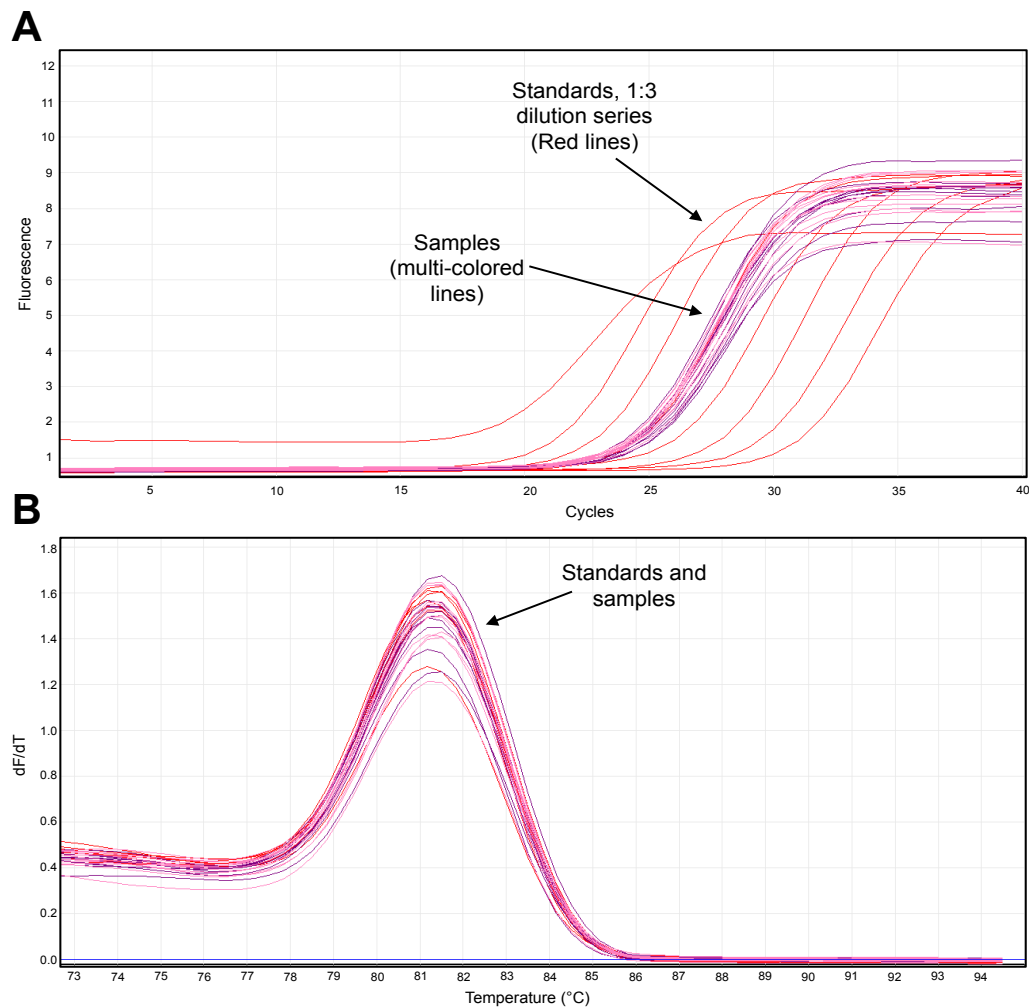 A
12
11
10
9
8
7
6
5
4
3
2
1
Fluorescence
Standards, 1:3
dilution series
(Red lines)
Samples
(multi-colored
lines)
5 10 15 20 25 30 35 40
Cycles
B
1.8
1.6
1.4
1.2
1.0
0.8
0.6
0.4
0.2
0.0
dF/dT
Standards and
samples
73 74 75 76 77 78 79 80 81 82 83 84 85 86 87 88 89 90 91 92 93 94
Temperature (°C)